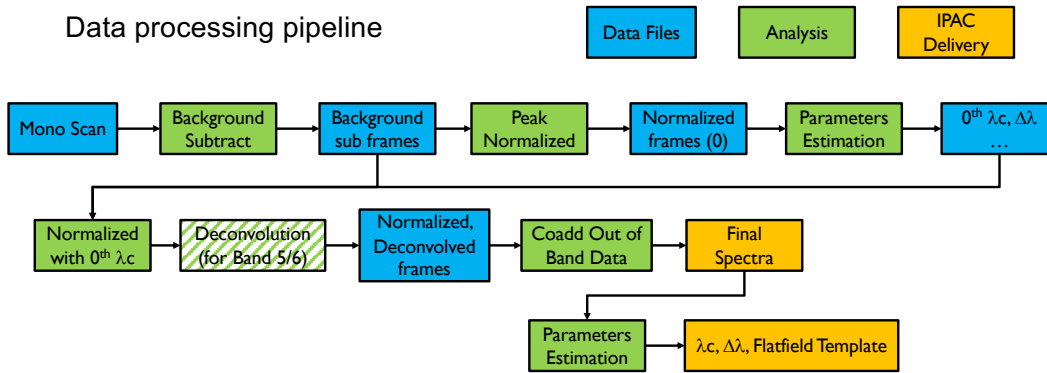 Data processing pipeline
Data Files
Analysis
IPAC
Delivery
Mono Scan
Background
Subtract
Background
sub frames
Peak
Normalized
Normalized
frames (0)
Parameters
Estimation
0th λc, Δλ
...
Normalized
with 0th λc
Deconvolution
(for Band 5/6)
Normalized,
Deconvolved
frames
Coadd Out of
Band Data
Final
Spectra
Parameters
Estimation
λc, Δλ, Flatfield Template